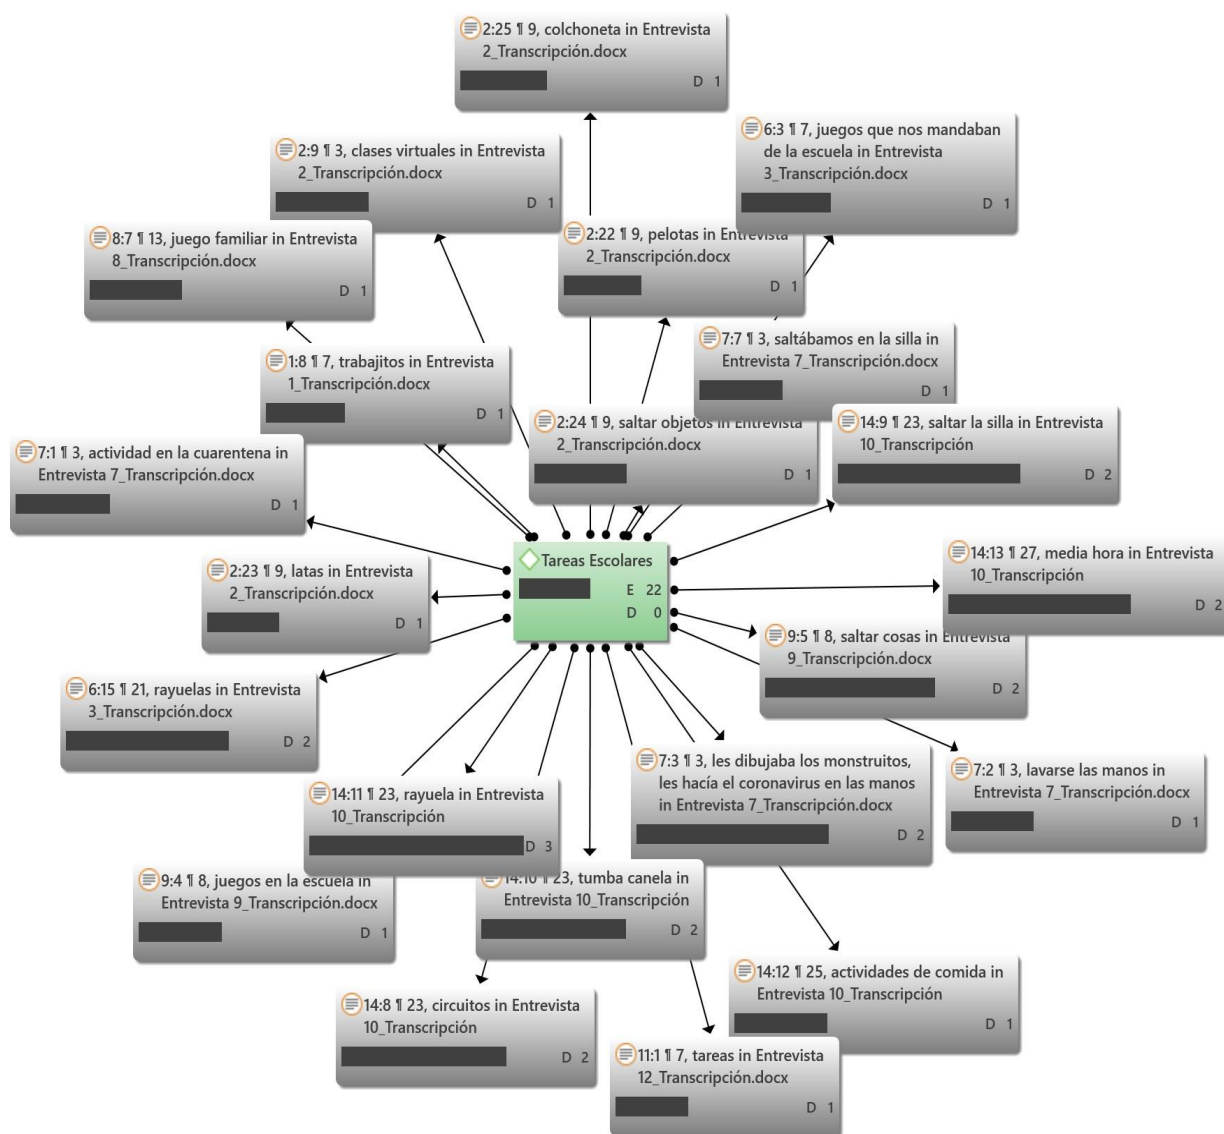 2:25 ¶ 9, colchoneta in Entrevista
2_Transcripción.docx
D 1
6:3 ¶ 7, juegos que nos mandaban
de la escuela in Entrevista
3_Transcripción.docx
D 1
2:9 ¶ 3, clases virtuales in Entrevista
2_Transcripción.docx
D 1
8:7 ¶ 13, juego familiar in Entrevista
8_Transcripción.docx
D 1
2:22 ¶ 9, pelotas in Entrevista
2_Transcripción.docx
D 1
7:7 ¶ 3, saltábamos en la silla in
Entrevista 7_Transcripción.docx
D 1
1:8 ¶ 7, trabajitos in Entrevista
1_Transcripción.docx
D 1
2:24 ¶ 9, saltar objetos in Entrevista
2_Transcripción.docx
D 1
14:9 ¶ 23, saltar la silla in Entrevista
10_Transcripción
D 2
7:1 ¶ 3, actividad en la cuarentena in
Entrevista 7_Transcripción.docx
D 1
Tareas Escolares
E 22
D 0
14:13 ¶ 27, media hora in Entrevista
10_Transcripción
D 2
2:23 ¶ 9, latas in Entrevista
2_Transcripción.docx
D 1
9:5 ¶ 8, saltar cosas in Entrevista
9_Transcripción.docx
D 2
6:15 ¶ 21, rayuelas in Entrevista
3_Transcripción.docx
D 2
7:3 ¶ 3, les dibujaba los monstruitos,
les hacía el coronavirus en las manos
in Entrevista 7_Transcripción.docx
D 2
7:2 ¶ 3, lavarse las manos in
Entrevista 7_Transcripción.docx
D 1
14:11 ¶ 23, rayuela in Entrevista
10_Transcripción
D 3
9:4 ¶ 8, juegos en la escuela in
Entrevista 9_Transcripción.docx
D 1
14:10 ¶ 23, tumba canela in
Entrevista 10_Transcripción
D 2
14:12 ¶ 25, actividades de comida in
Entrevista 10_Transcripción
D 1
14:8 ¶ 23, circuitos in Entrevista
10_Transcripción
D 2
11:1 ¶ 7, tareas in Entrevista
12_Transcripción.docx
D 1